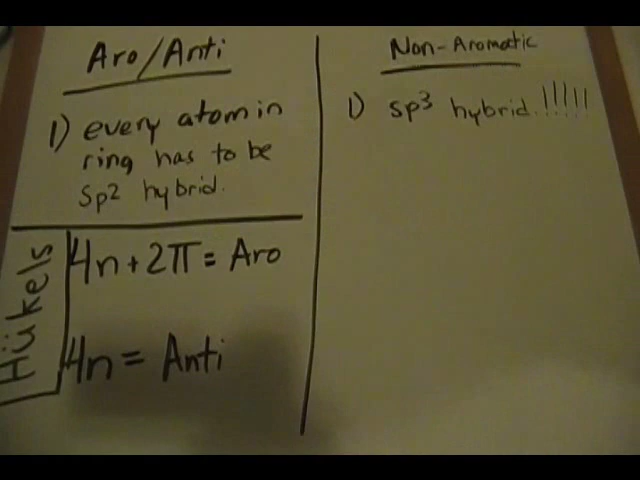 Aro/Anti
1) every atom in
ring has to be
sp2 hybrid.
Hükels
4n+2π = Aro
4n = Anti
Non-Aromatic
1) sp³ hybrid.!!!!!